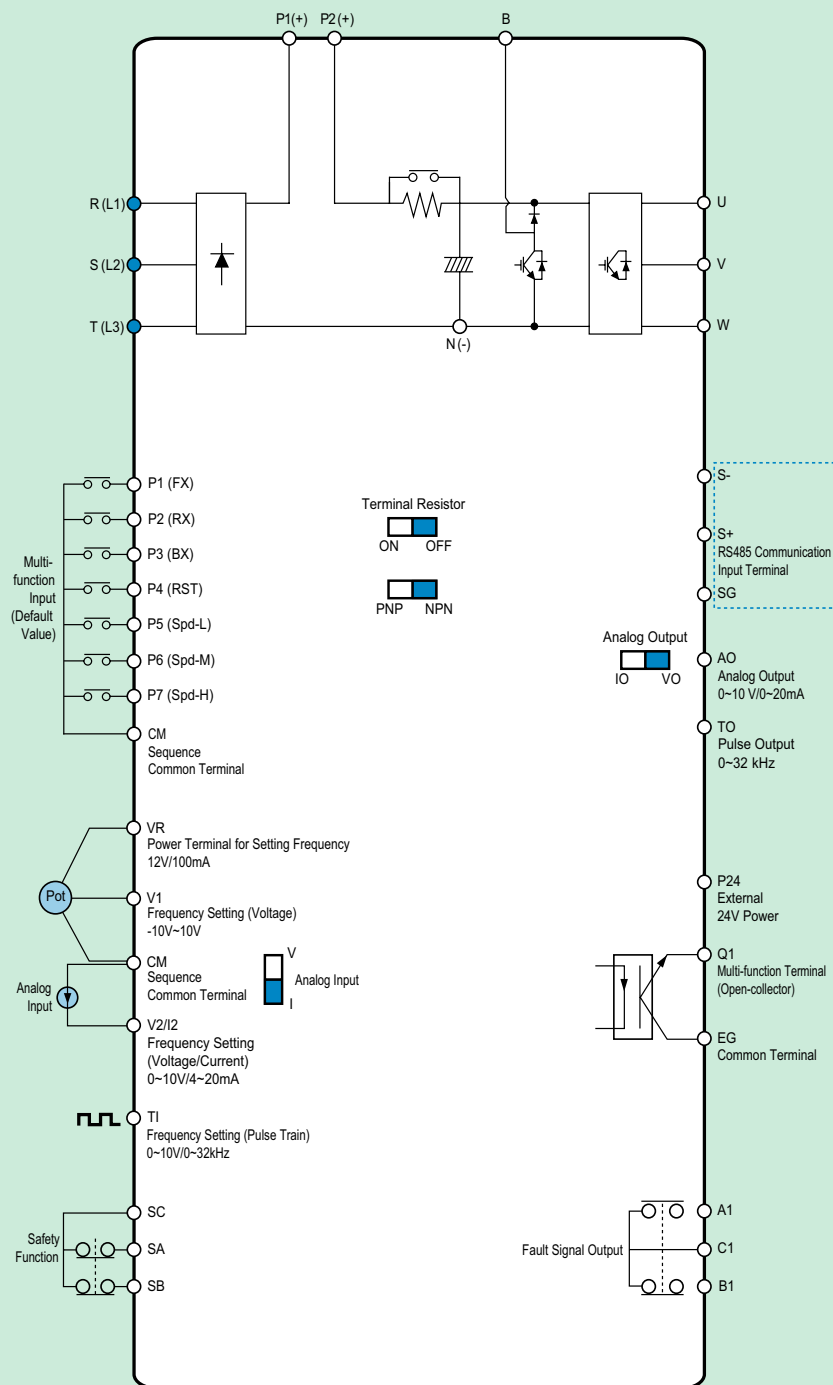 P1(+)
P2(+)
B
R (L1)
S (L2)
T (L3)
N (-)
U
V
W
Multi-
function
Input
(Default
Value)
P1 (FX)
P2 (RX)
P3 (BX)
P4 (RST)
P5 (Spd-L)
P6 (Spd-M)
P7 (Spd-H)
CM
Sequence
Common Terminal
Terminal Resistor
ON OFF
PNP NPN
S-
S+
RS485 Communication
Input Terminal
SG
Analog Output
IO VO
AO
Analog Output
0~10 V/0~20mA
TO
Pulse Output
0~32 kHz
Pot
VR
Power Terminal for Setting Frequency
12V/100mA
V1
Frequency Setting (Voltage)
-10V~10V
CM
Sequence
Common Terminal
V
Analog Input
I
Analog
Input
V2/I2
Frequency Setting
(Voltage/Current)
0~10V/4~20mA
TI
Frequency Setting (Pulse Train)
0~10V/0~32kHz
P24
External
24V Power
Q1
Multi-function Terminal
(Open-collector)
EG
Common Terminal
Safety
Function
SC
SA
SB
Fault Signal Output
A1
C1
B1